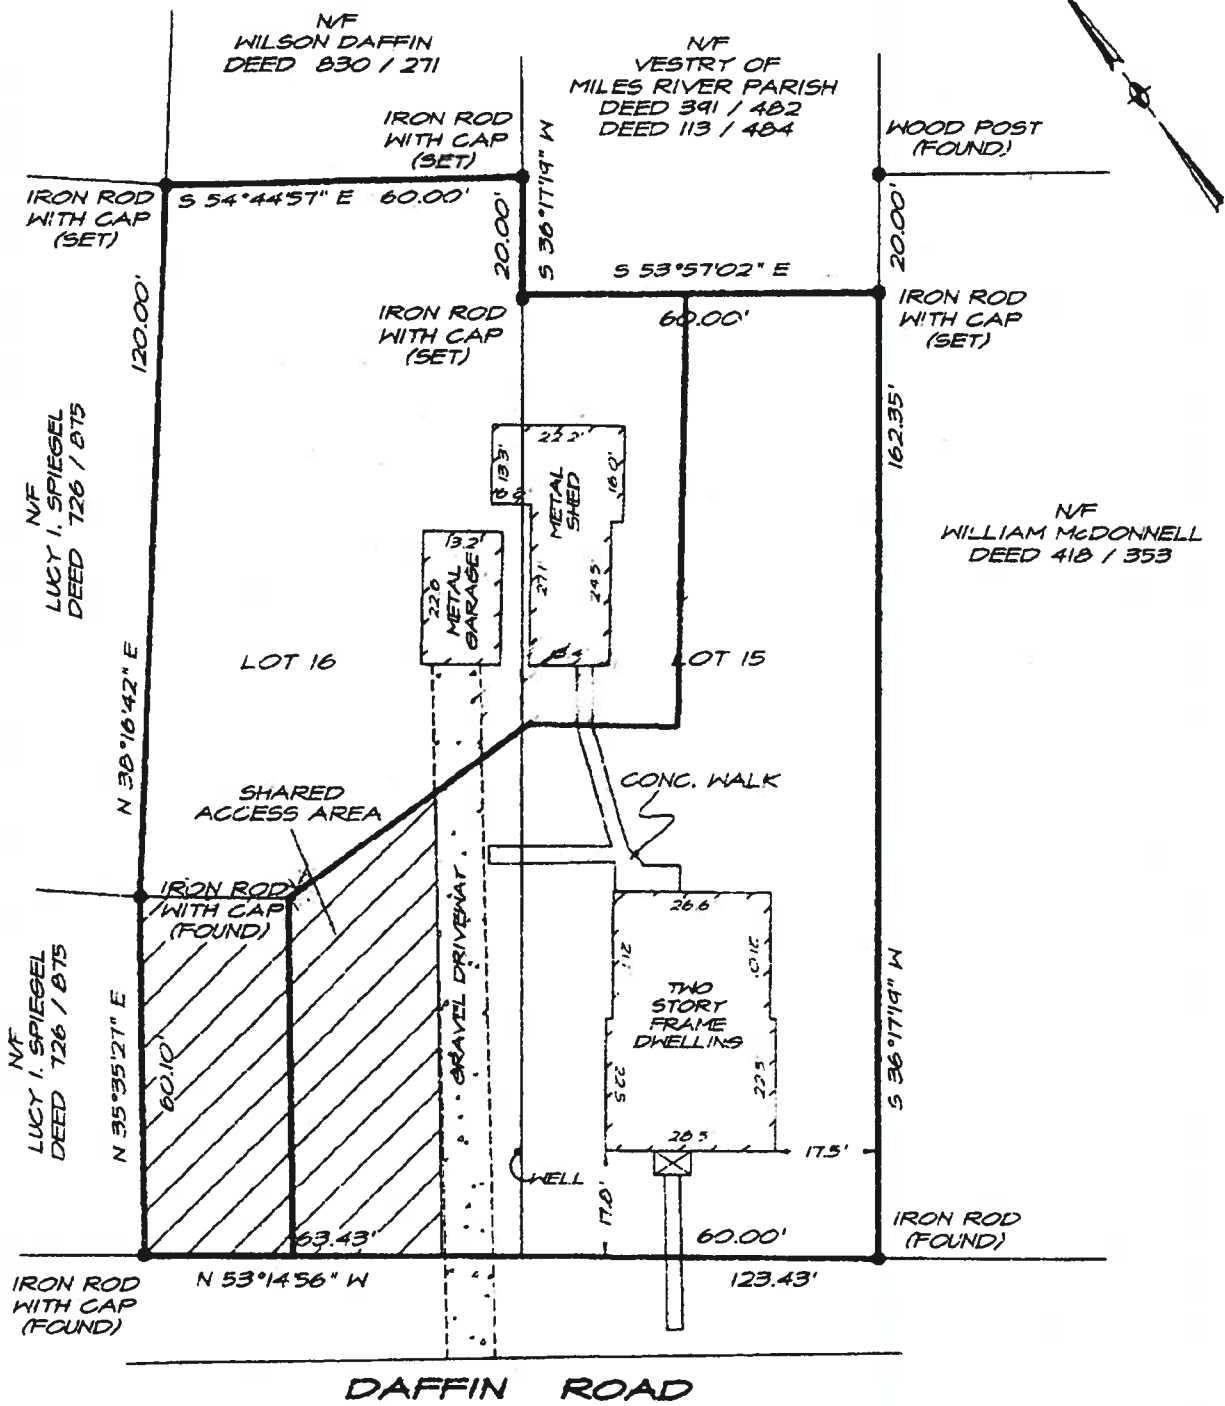 N/F
WILSON DAFFIN
DEED 830 / 271
N/F
VESTRY OF
MILES RIVER PARISH
DEED 391 / 482
DEED 113 / 484
IRON ROD
WITH CAP
(SET)
WOOD POST
(FOUND)
IRON ROD
WITH CAP
(SET)
S 54°44'57" E 60.00'
20.00'
S 36°17'19" W
20.00'
S 53°57'02" E
60.00'
IRON ROD
WITH CAP
(SET)
IRON ROD
WITH CAP
(SET)
120.00'
162.35'
N/F
LUCY I. SPIEGEL
DEED 726 / 875
22.2'
13.3'
METAL
SHED
18.0'
27.1
24.5
13.2'
22.8
METAL
GARAGE
N/F
WILLIAM McDONNELL
DEED 418 / 353
LOT 16
LOT 15
N 38°16'42" E
SHARED
ACCESS AREA
CONC. WALK
IRON ROD
WITH CAP
(FOUND)
GRAVEL DRIVEWAY
26.6
21.1
21.0'
TWO
STORY
FRAME
DWELLING
22.5
22.5
28.5
N/F
LUCY I. SPIEGEL
DEED 726 / 875
N 35°35'27" E
60.10'
S 36°17'19" W
17.5'
WELL
17.8'
63.43'
60.00'
IRON ROD
(FOUND)
IRON ROD
WITH CAP
(FOUND)
N 53°14'56" W
123.43'
DAFFIN ROAD